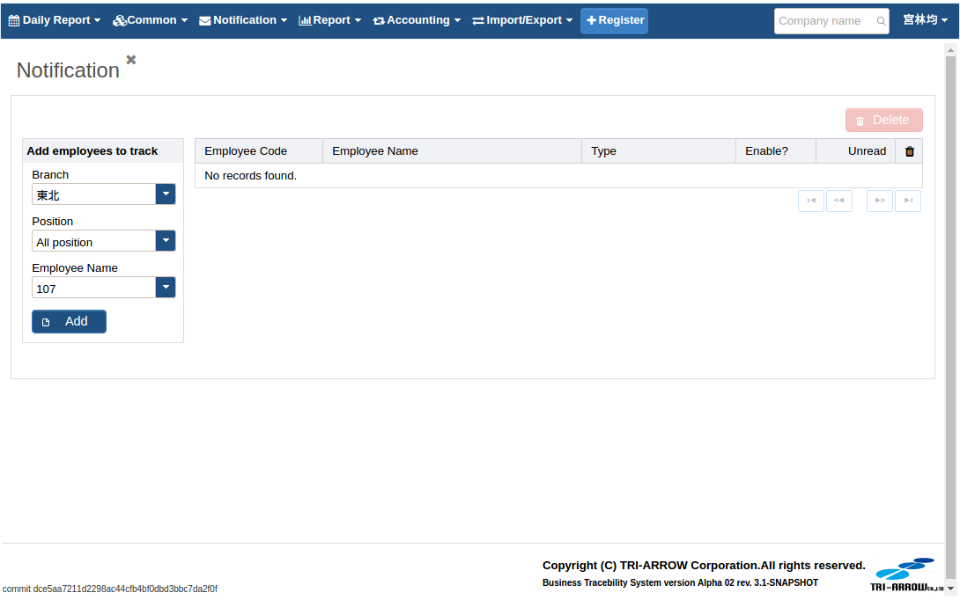 Daily Report Common Notification Report Accounting Import/Export Register Company name 宮林均
Notification
Delete
Add employees to track
Branch
東北
Position
All position
Employee Name
107
Add
Employee Code Employee Name Type Enable? Unread
No records found.
Copyright (C) TRI-ARROW Corporation.All rights reserved.
Business Tracebility System version Alpha 02 rev. 3.1-SNAPSHOT
TRI-ARROW CO.,LTD
commit dce5aa7211d2298ac44cfb4bf0dbd3bbc7da2f0f